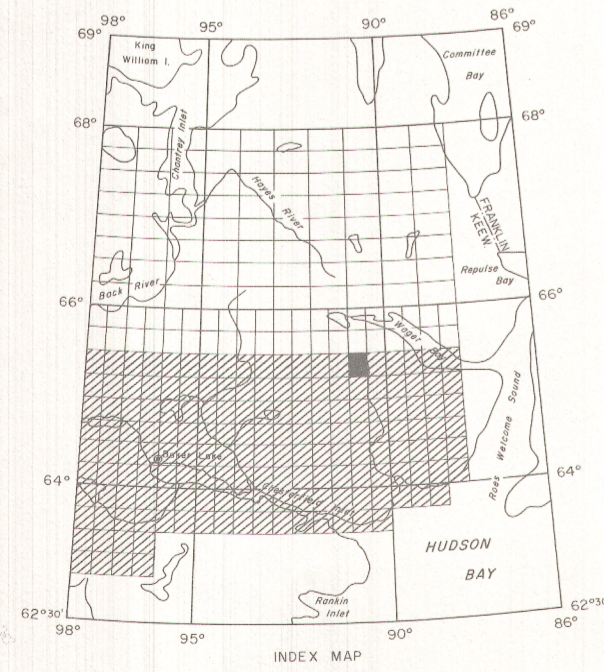 98°
95°
90°
86°
69°
69°
King
William I.
Committee
Bay
68°
68°
Chantrey Inlet
Hayes
River
FRANKLIN
KEEW.
Repulse
Bay
Back River
66°
66°
Wager
Bay
Roes Welcome Sound
Baker Lake
64°
64°
Chesterfield Inlet
HUDSON
BAY
Rankin
Inlet
62°30'
62°30
98°
95°
90°
86°
INDEX MAP